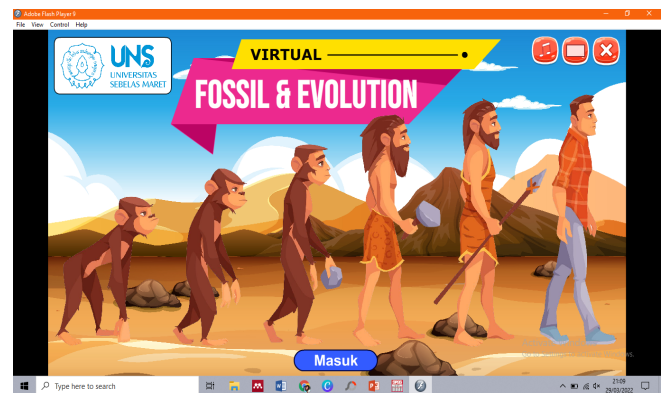 Adobe Flash Player 9
File View Control Help
UNS
UNIVERSITAS
SEBELAS MARET
VIRTUAL
FOSSIL & EVOLUTION
Masuk
Type here to search
21:09
29/03/2022